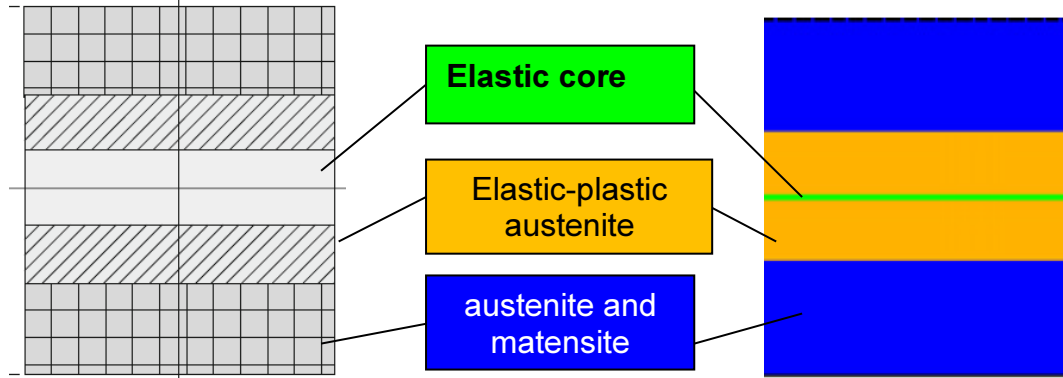 Elastic core
Elastic-plastic
austenite
austenite and
matensite